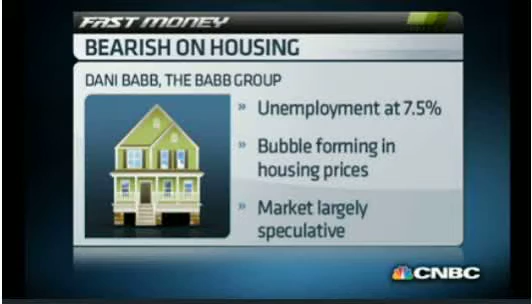 FAST MONEY
BEARISH ON HOUSING
DANI BABB, THE BABB GROUP
» Unemployment at 7.5%
» Bubble forming in
housing prices
» Market largely
speculative
CNBC